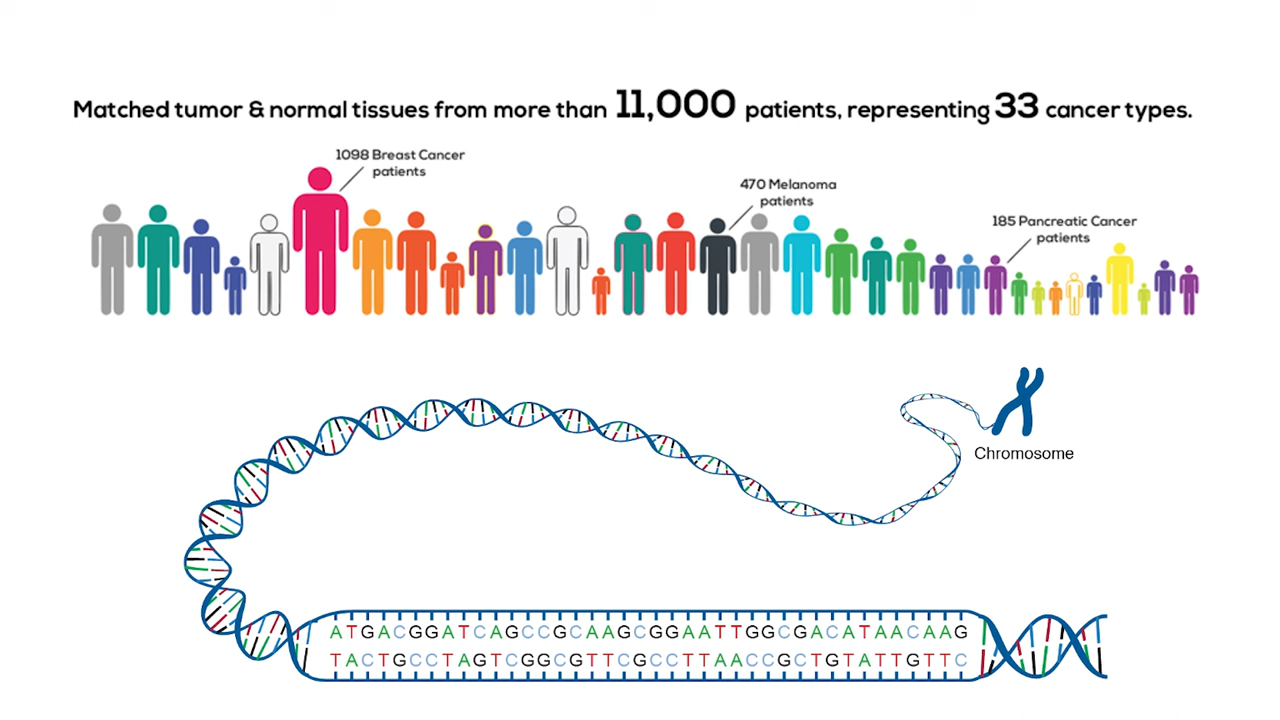 Matched tumor & normal tissues from more than 11,000 patients, representing 33 cancer types.
1098 Breast Cancer
patients
470 Melanoma
patients
185 Pancreatic Cancer
patients
Chromosome
ATGACGGATCAGCCGCAAGCGGAATTGGCGACATAACAAG
TACTGCCTAGTCGGCGTTCGCCTTAACCGCTGTATTGTTC